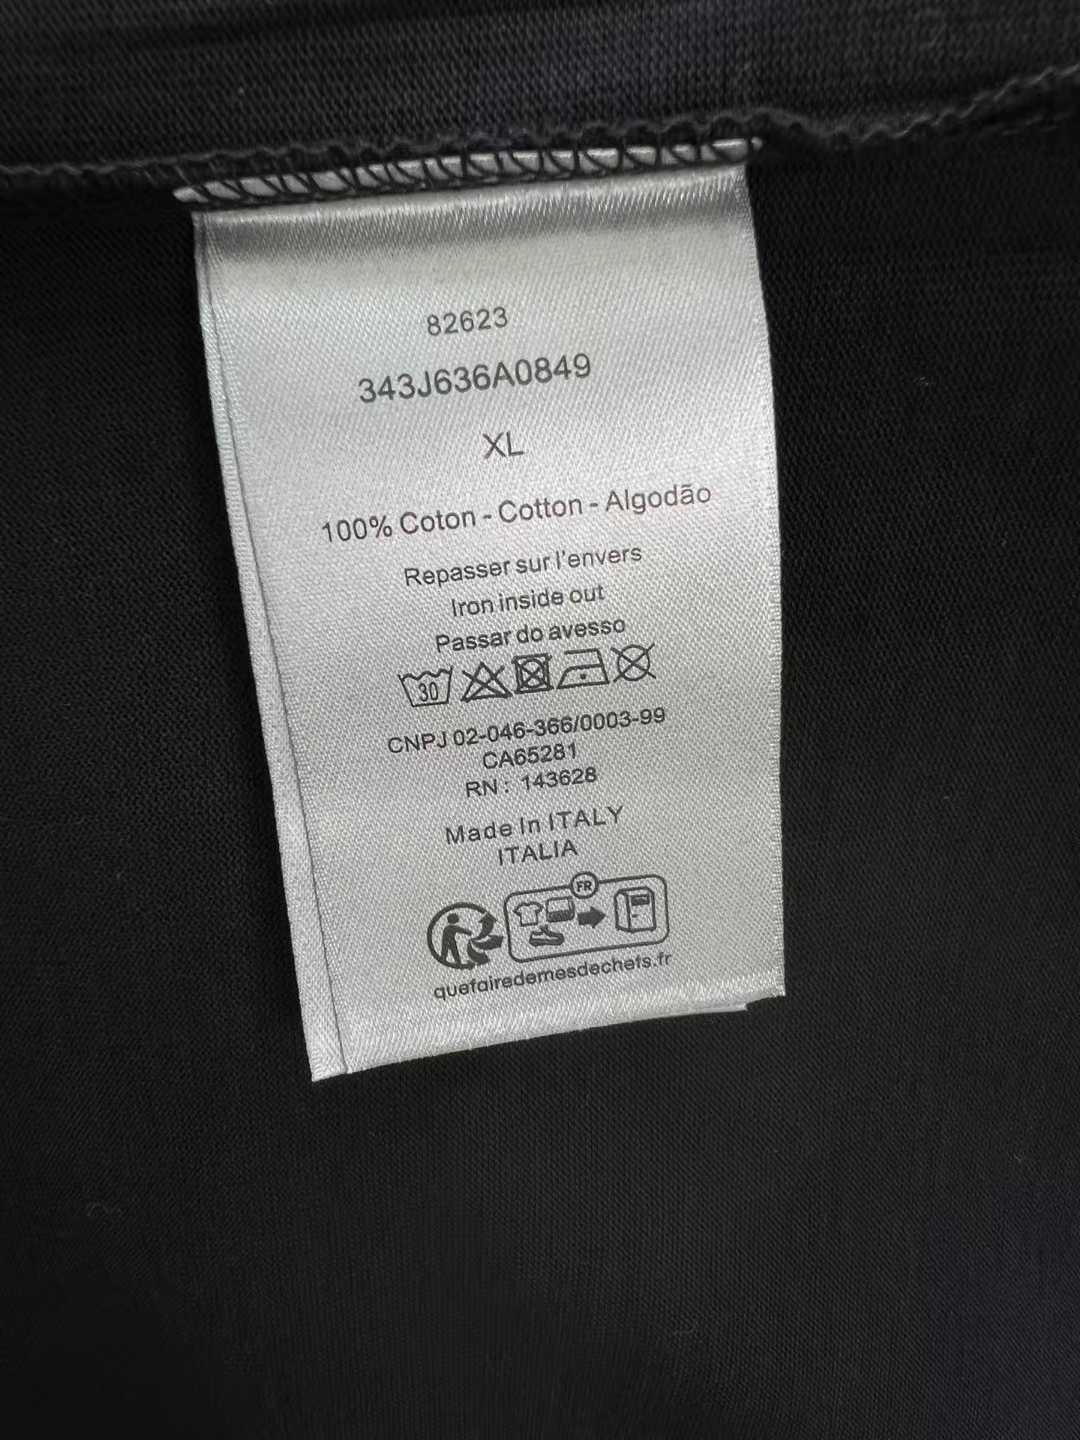 82623
343J636A0849
XL
100% Coton - Cotton - Algodão
Repasser sur l'envers
Iron inside out
Passar do avesso
30
CNPJ 02-046-366/0003-99
CA65281
RN : 143628
Made In ITALY
ITALIA
FR
quefairedemesdechets.fr